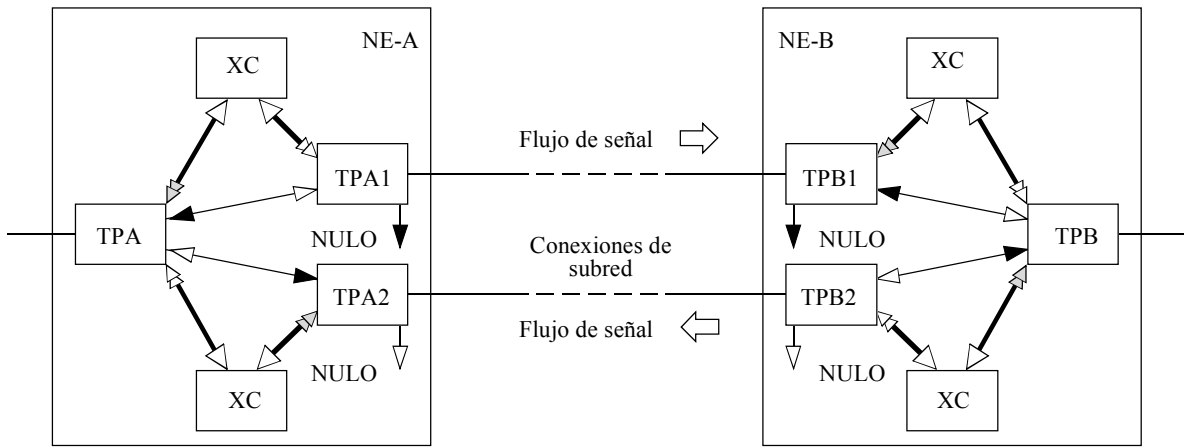 NE-A
NE-B
XC
XC
Flujo de señal
TPA1
TPB1
TPA
NULO
Conexiones de
subred
NULO
TPB
TPA2
TPB2
Flujo de señal
NULO
NULO
XC
XC